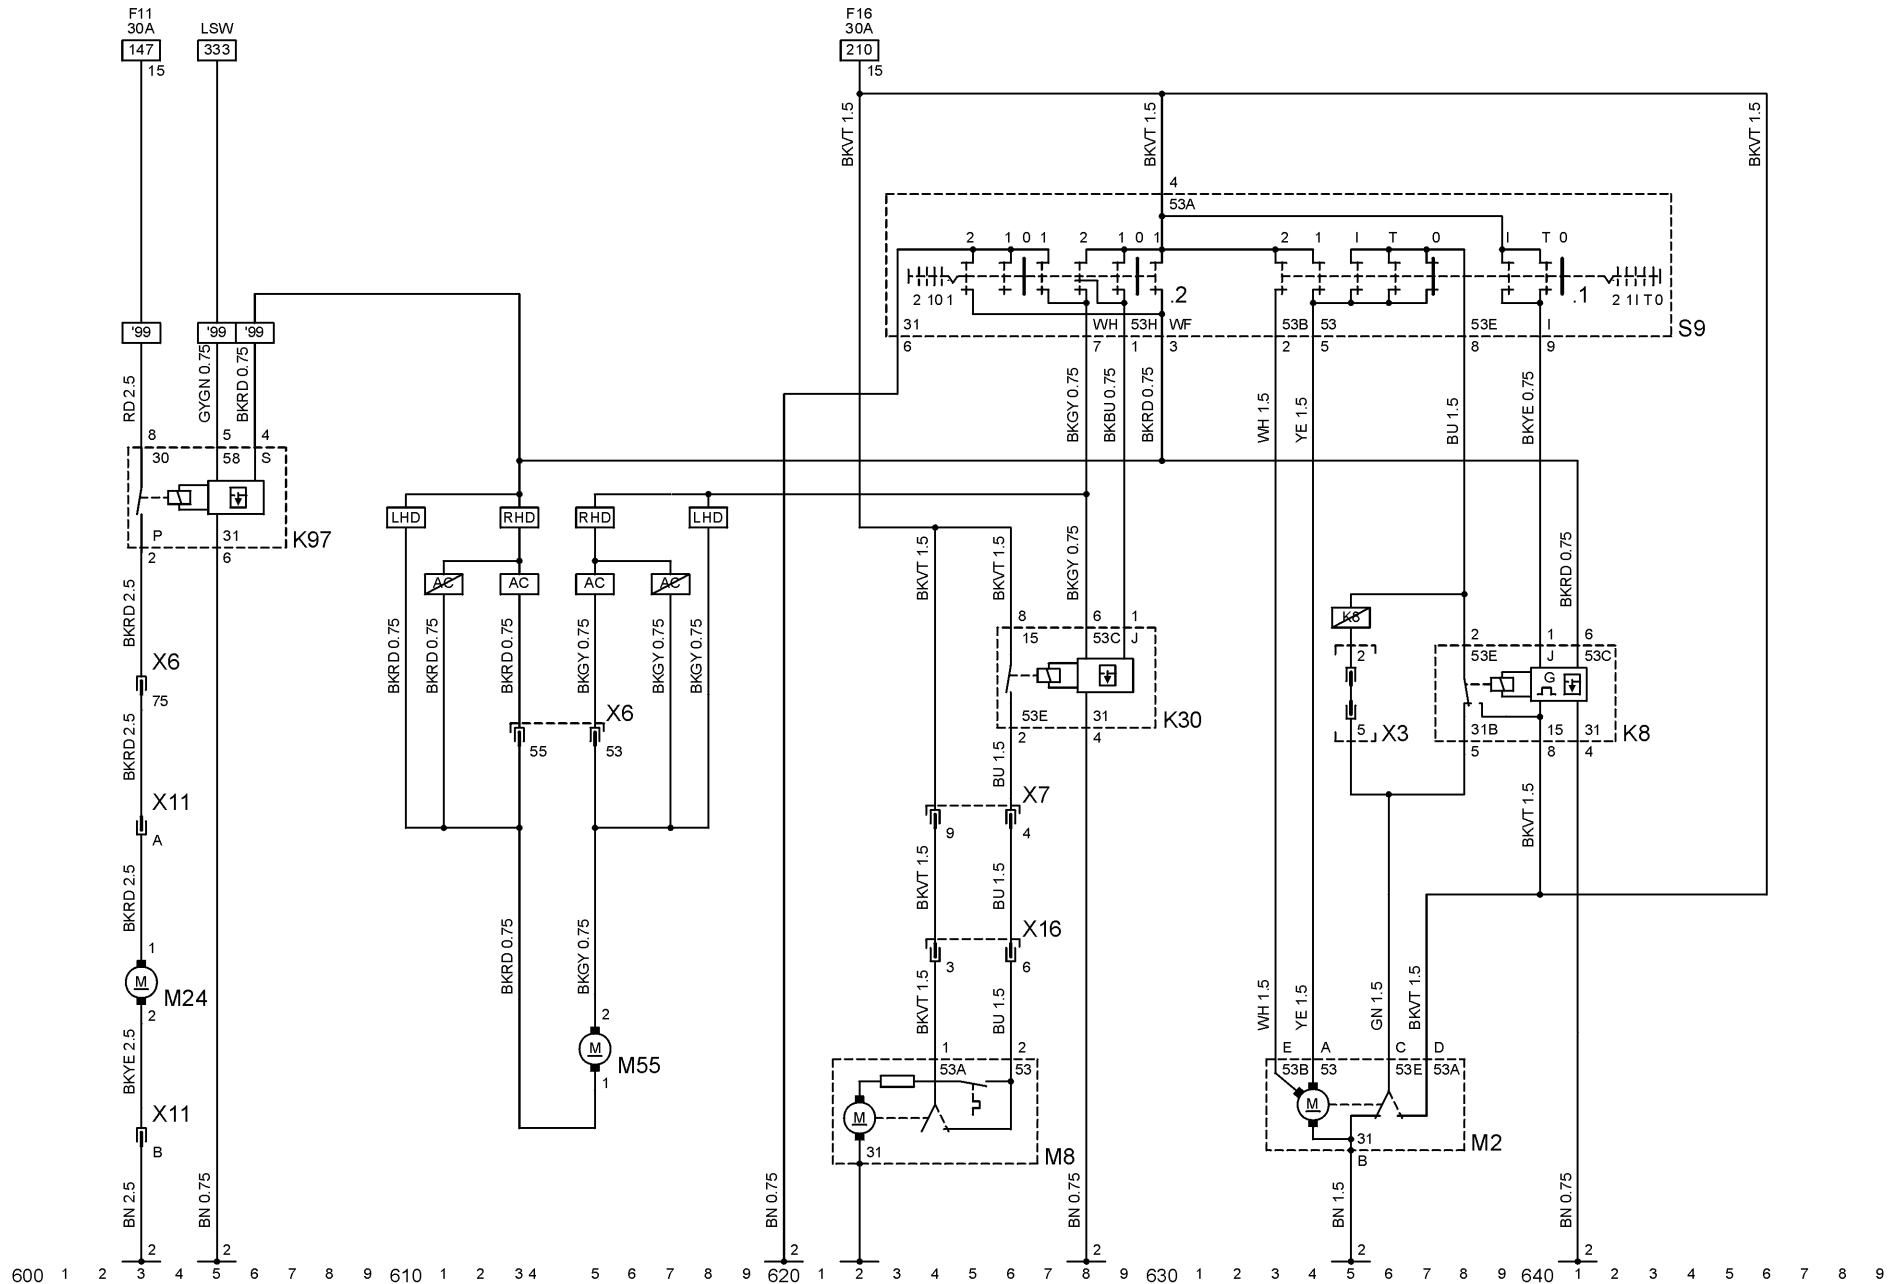 F11 F16
30A LSW 30A
147 333 210
15 15
BKVT 1.5 BKVT 1.5 BKVT 1.5
4
53A
2 1 0 1 2 1 0 1 2 1 I T 0 I T 0
2 10 1 .2 .1 2 1 I T 0
31 WH 53H WF 53B 53 53E I S9
6 7 1 3 2 5 8 9
'99 '99 '99
RD 2.5 GYGN 0.75 BKRD 0.75 BKGY 0.75 BKBU 0.75 BKRD 0.75 WH 1.5 YE 1.5 BU 1.5 BKYE 0.75
8 5 4
30 58 S
P 31 K97
2 6
LHD RHD RHD LHD
AC AC AC AC
BKVT 1.5 BKVT 1.5 BKGY 0.75 BKRD 0.75
BKRD 2.5 BKRD 0.75 BKRD 0.75 BKRD 0.75 BKGY 0.75 BKGY 0.75 BKGY 0.75
8 6 1 K8 2 1 6
15 53C J 2 53E J 53C
G
X6
75
X6
55 53
53E 31 K30
2 4
5 X3 31B 15 31 K8
5 8 4
BKRD 2.5 BU 1.5 BKVT 1.5
X11
A
X7
9 4
BKRD 2.5 BKVT 1.5 BU 1.5
X16
3 6
BKRD 0.75 BKGY 0.75
1
M M24
2
BKVT 1.5 BU 1.5 WH 1.5 YE 1.5 GN 1.5 BKVT 1.5
2
M M55
1
BKYE 2.5
1 2 E A C D
53A 53 53B 53 53E 53A
M M
X11
B
31 M8 31 M2
B
BN 2.5 BN 0.75 BN 0.75 BN 0.75 BN 1.5 BN 0.75
2 2 2 2 2 2
600 1 2 3 4 5 6 7 8 9 610 1 2 3 4 5 6 7 8 9 620 1 2 3 4 5 6 7 8 9 630 1 2 3 4 5 6 7 8 9 640 1 2 3 4 5 6 7 8 9